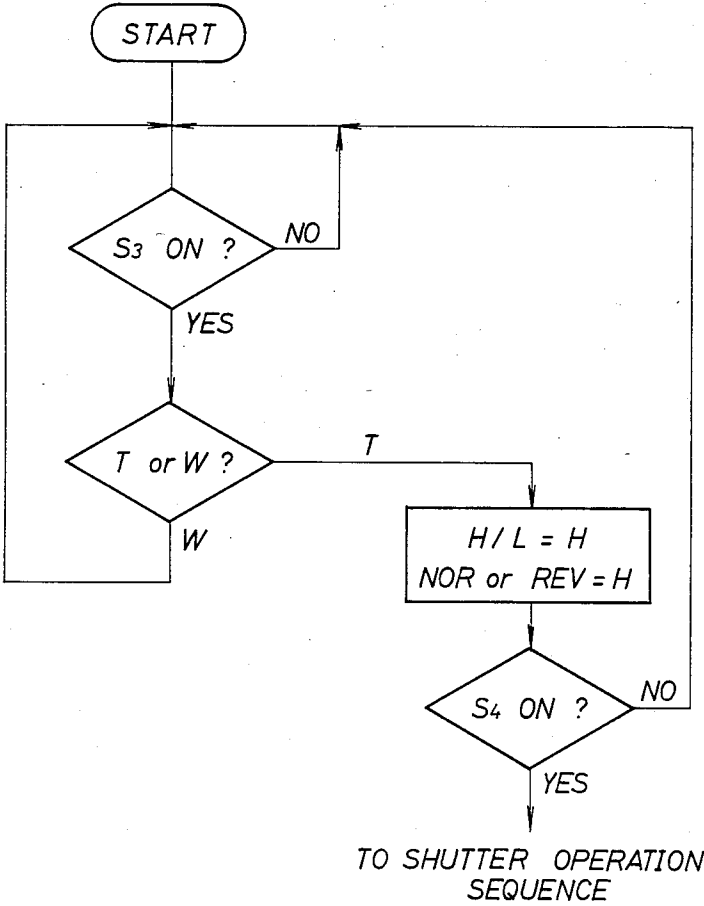 START
S3 ON ?
NO
YES
T or W ?
T
W
H / L = H
NOR or REV = H
S4 ON ?
NO
YES
TO SHUTTER OPERATION
SEQUENCE